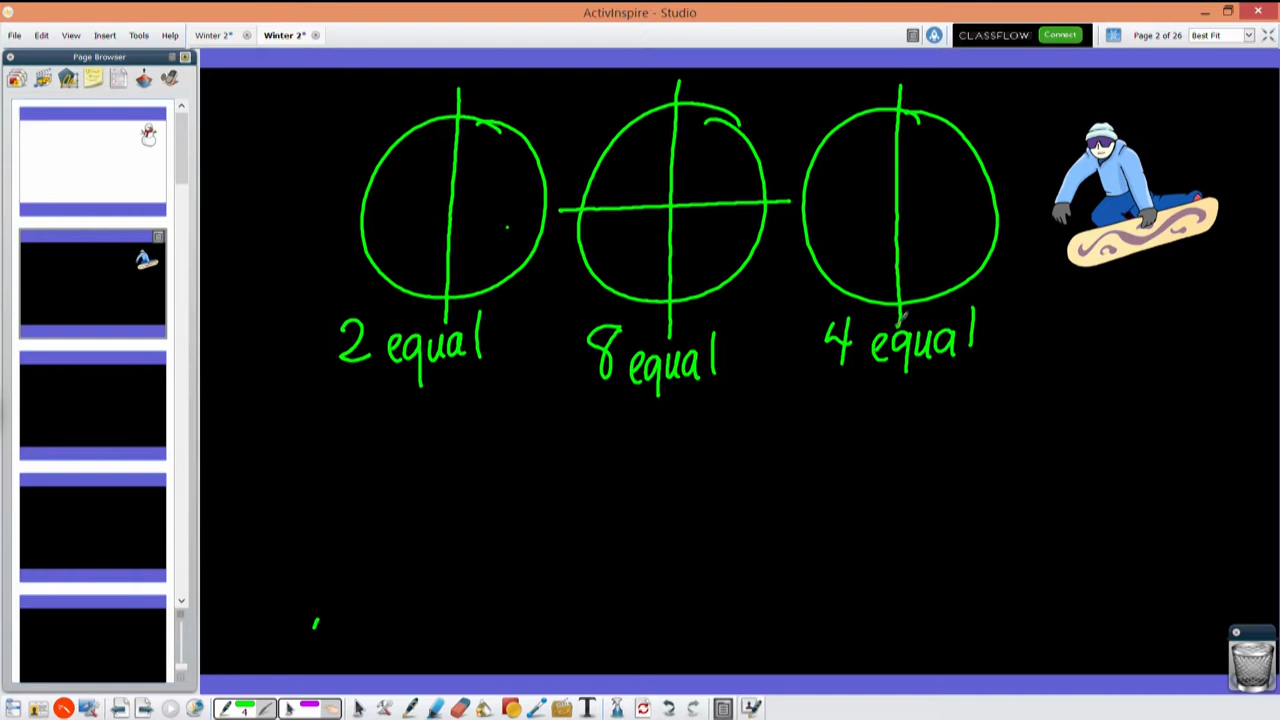 ActivInspire - Studio
File Edit View Insert Tools Help Winter 2* Winter 2* CLASSFLOW Connect Page 2 of 26 Best Fit
Page Browser
2 equal 8 equal 4 equal
4 T